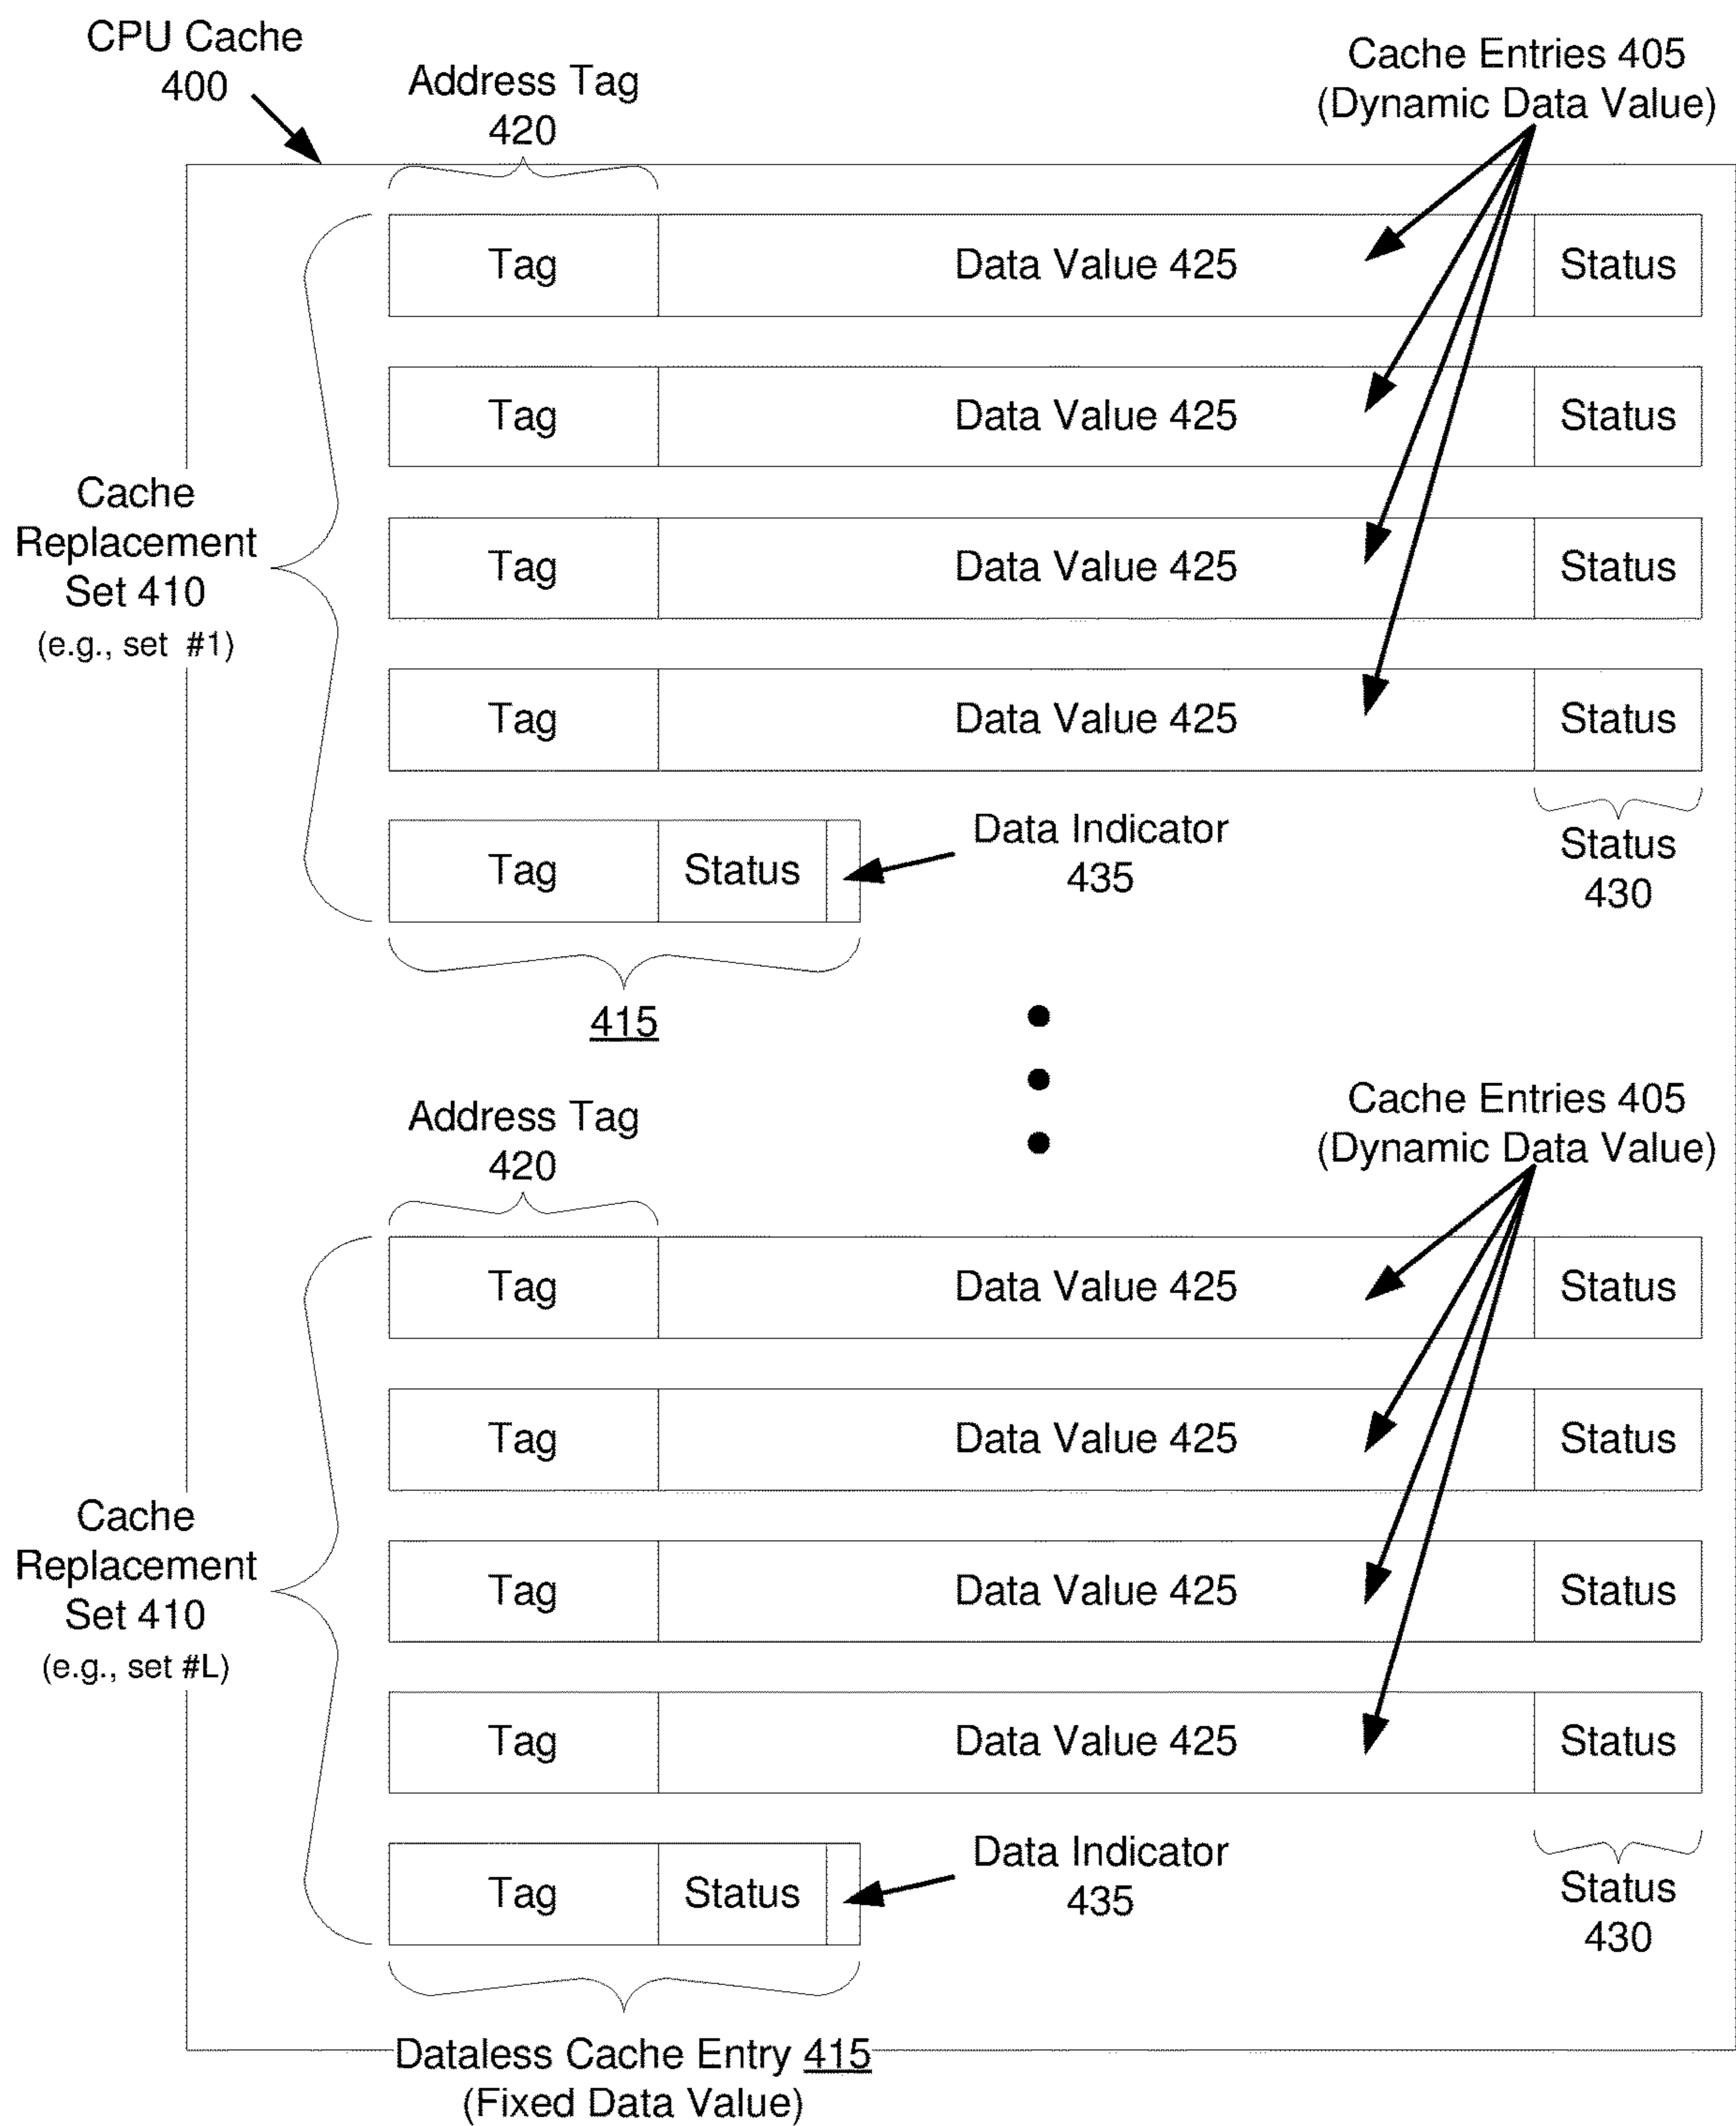 CPU Cache
400
Address Tag
420
Cache Entries 405
(Dynamic Data Value)
Tag Data Value 425 Status
Tag Data Value 425 Status
Cache
Replacement
Set 410
(e.g., set #1)
Tag Data Value 425 Status
Tag Data Value 425 Status
Tag Status
Data Indicator
435
Status
430
415
Address Tag
420
Cache Entries 405
(Dynamic Data Value)
Tag Data Value 425 Status
Tag Data Value 425 Status
Cache
Replacement
Set 410
(e.g., set #L)
Tag Data Value 425 Status
Tag Data Value 425 Status
Tag Status
Data Indicator
435
Status
430
Dataless Cache Entry 415
(Fixed Data Value)